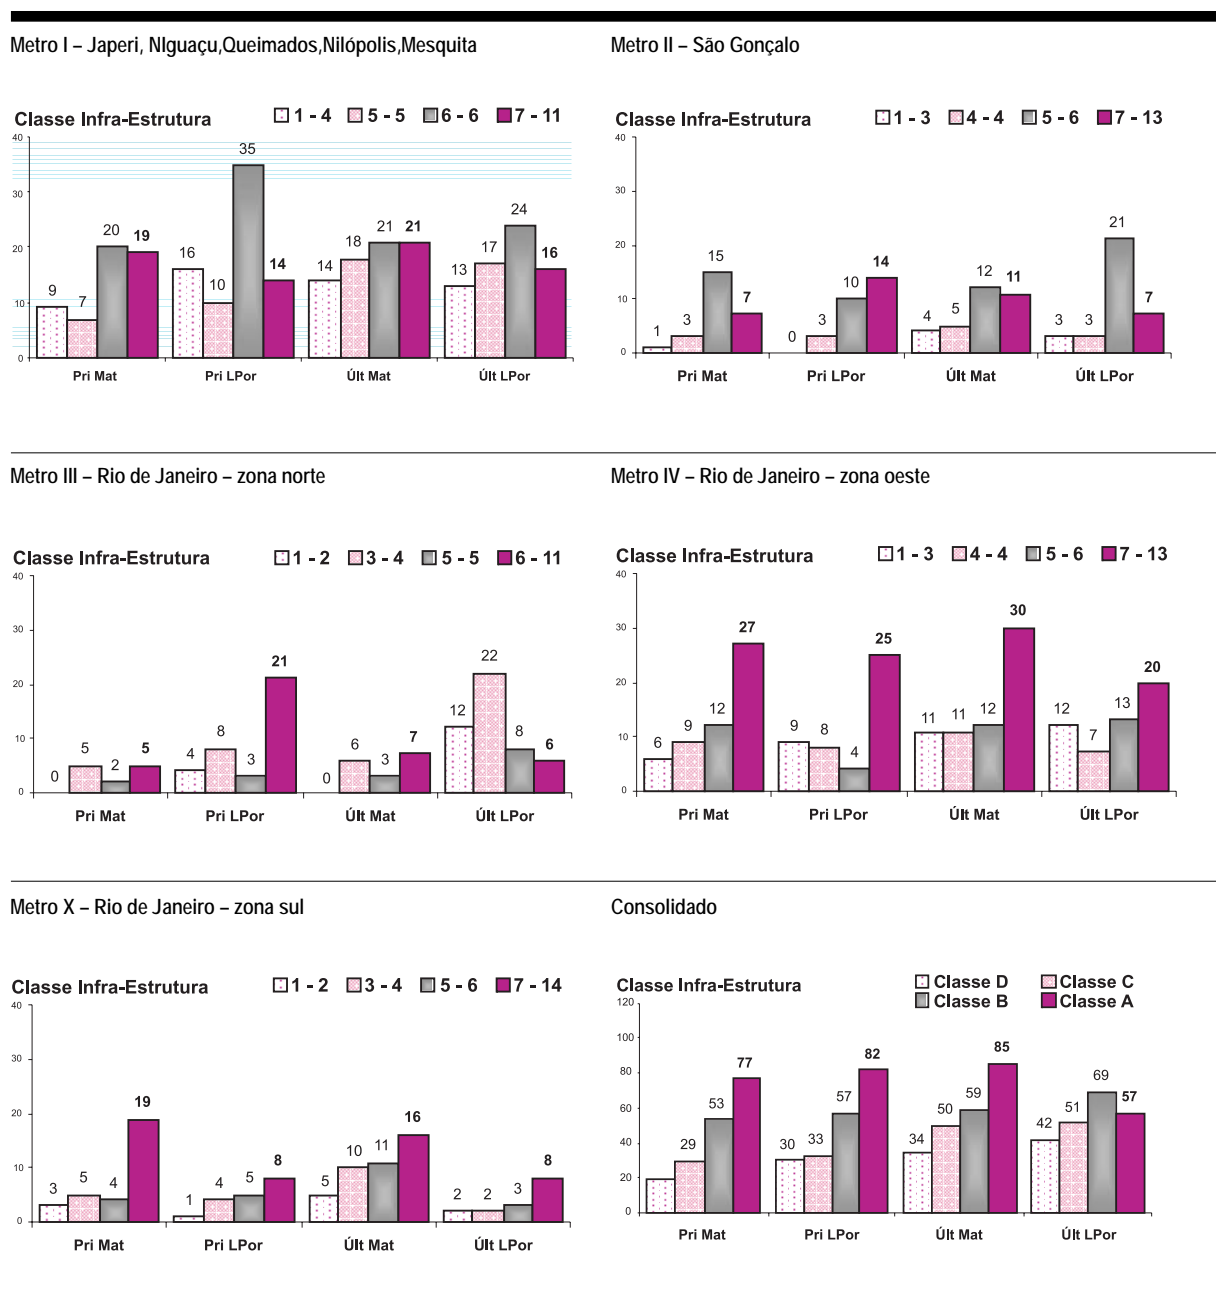 Metro I – Japeri, NIguaçu,Queimados,Nilópolis,Mesquita
Classe Infra-Estrutura
1 - 4 5 - 5 6 - 6 7 - 11
40
30
20
10
0
9 7 20 19
16 10 35 14
14 18 21 21
13 17 24 16
Pri Mat Pri LPor Últ Mat Últ LPor
Metro II – São Gonçalo
Classe Infra-Estrutura
1 - 3 4 - 4 5 - 6 7 - 13
40
30
20
10
0
1 3 15 7
0 3 10 14
4 5 12 11
3 3 21 7
Pri Mat Pri LPor Últ Mat Últ LPor
Metro III – Rio de Janeiro – zona norte
Classe Infra-Estrutura
1 - 2 3 - 4 5 - 5 6 - 11
40
30
20
10
0
0 5 2 5
4 8 3 21
0 6 3 7
12 22 8 6
Pri Mat Pri LPor Últ Mat Últ LPor
Metro IV – Rio de Janeiro – zona oeste
Classe Infra-Estrutura
1 - 3 4 - 4 5 - 6 7 - 13
40
30
20
10
0
6 9 12 27
9 8 4 25
11 11 12 30
12 7 13 20
Pri Mat Pri LPor Últ Mat Últ LPor
Metro X – Rio de Janeiro – zona sul
Classe Infra-Estrutura
1 - 2 3 - 4 5 - 6 7 - 14
40
30
20
10
0
3 5 4 19
1 4 5 8
5 10 11 16
2 2 3 8
Pri Mat Pri LPor Últ Mat Últ LPor
Consolidado
Classe Infra-Estrutura
Classe D Classe C
Classe B Classe A
120
100
80
60
40
20
0
29 53 77
30 33 57 82
34 50 59 85
42 51 69 57
Pri Mat Pri LPor Últ Mat Últ LPor